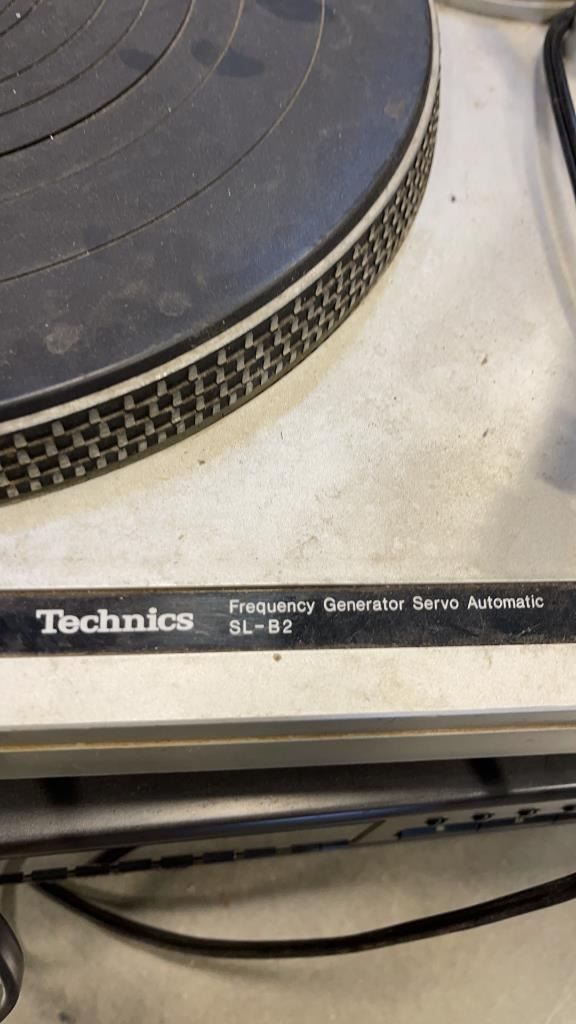 Technics
Frequency Generator Servo Automatic
SL-B2